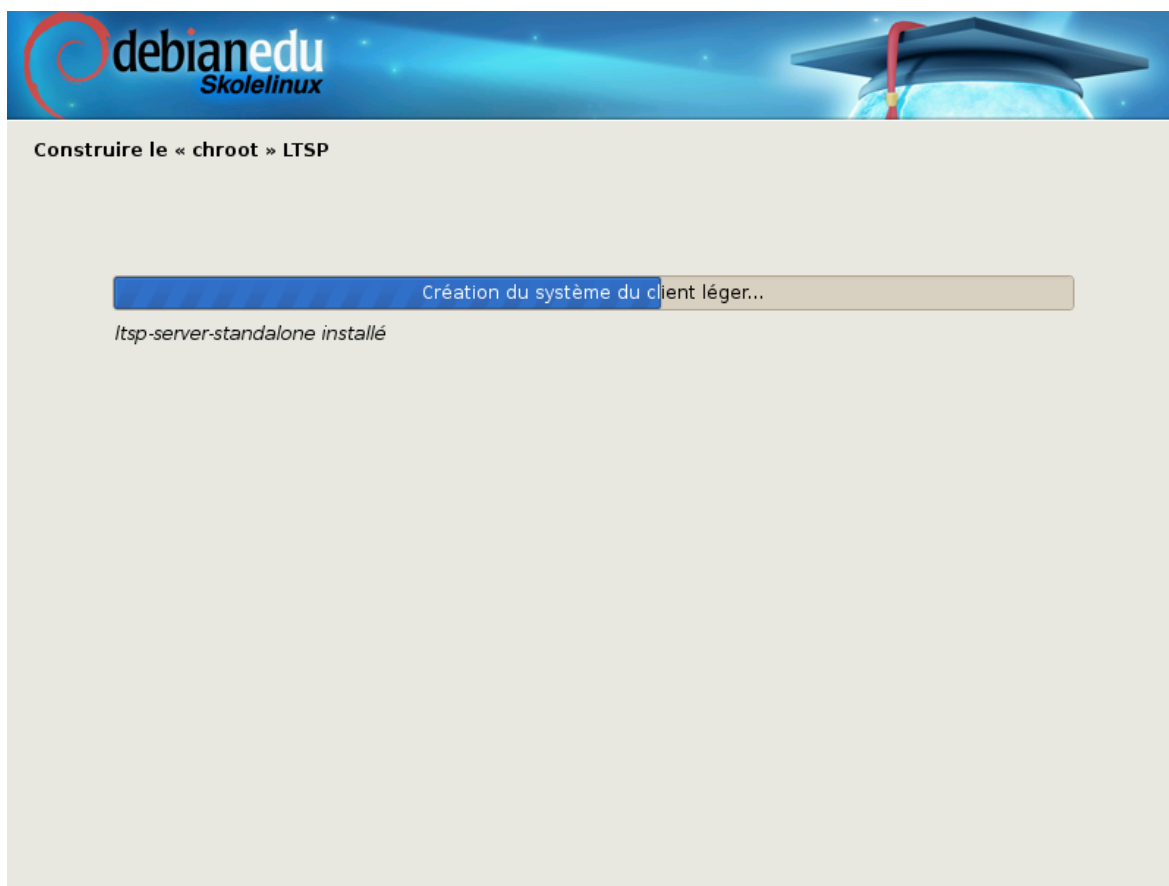 debianedu
Skolelinux
Construire le « chroot » LTSP
Création du système du client léger...
ltsp-server-standalone installé